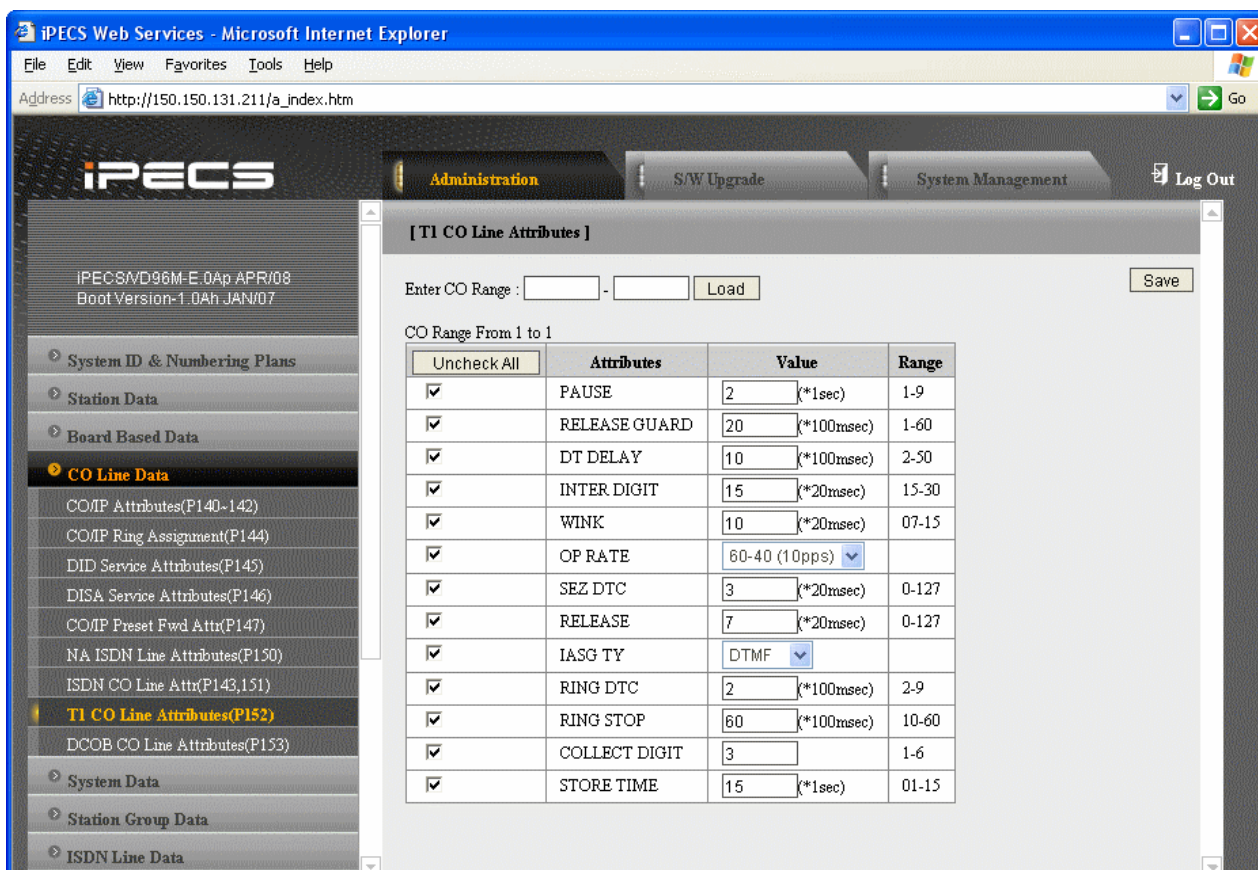 iPECS Web Services - Microsoft Internet Explorer
File Edit View Favorites Tools Help
Address http://150.150.131.211/a_index.htm Go
iPECS
Administration S/W Upgrade System Management Log Out
iPECS/VD96M-E.0Ap APR/08
Boot Version-1.0Ah JAN/07
System ID & Numbering Plans
Station Data
Board Based Data
CO Line Data
CO/IP Attributes(P140~142)
CO/IP Ring Assignment(P144)
DID Service Attributes(P145)
DISA Service Attributes(P146)
CO/IP Preset Fwd Attr(P147)
NA ISDN Line Attributes(P150)
ISDN CO Line Attr(P143,151)
T1 CO Line Attributes(P152)
DCOB CO Line Attributes(P153)
System Data
Station Group Data
ISDN Line Data
[ T1 CO Line Attributes ]
Enter CO Range : - Load Save
CO Range From 1 to 1
Uncheck All Attributes Value Range
PAUSE 2 (*1sec) 1-9
RELEASE GUARD 20 (*100msec) 1-60
DT DELAY 10 (*100msec) 2-50
INTER DIGIT 15 (*20msec) 15-30
WINK 10 (*20msec) 07-15
OP RATE 60-40 (10pps)
SEZ DTC 3 (*20msec) 0-127
RELEASE 7 (*20msec) 0-127
IASG TY DTMF
RING DTC 2 (*100msec) 2-9
RING STOP 60 (*100msec) 10-60
COLLECT DIGIT 3 1-6
STORE TIME 15 (*1sec) 01-15